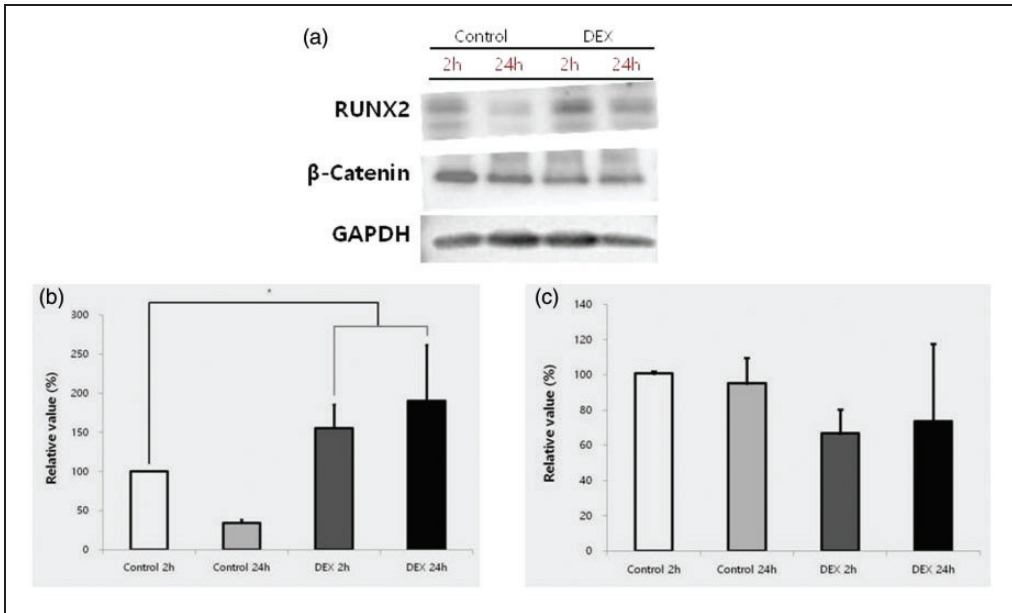 (a)
Control DEX
2h 24h 2h 24h
RUNX2
β-Catenin
GAPDH
(b)
*
Relative value (%)
300
250
200
150
100
50
0
Control 2h Control 24h DEX 2h DEX 24h
(c)
Relative value (%)
140
120
100
80
60
40
20
0
Control 2h Control 24h DEX 2h DEX 24h